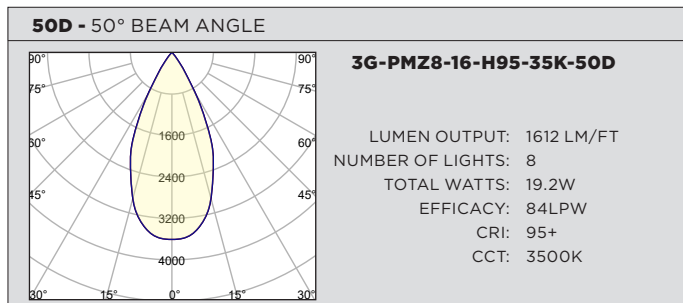 50D - 50° BEAM ANGLE
3G-PMZ8-16-H95-35K-50D
90° 90°
75° 75°
60° 60°
45° 45°
1600
2400
3200
4000
30° 15° 0° 15° 30°
LUMEN OUTPUT: 1612 LM/FT
NUMBER OF LIGHTS: 8
TOTAL WATTS: 19.2W
EFFICACY: 84LPW
CRI: 95+
CCT: 3500K